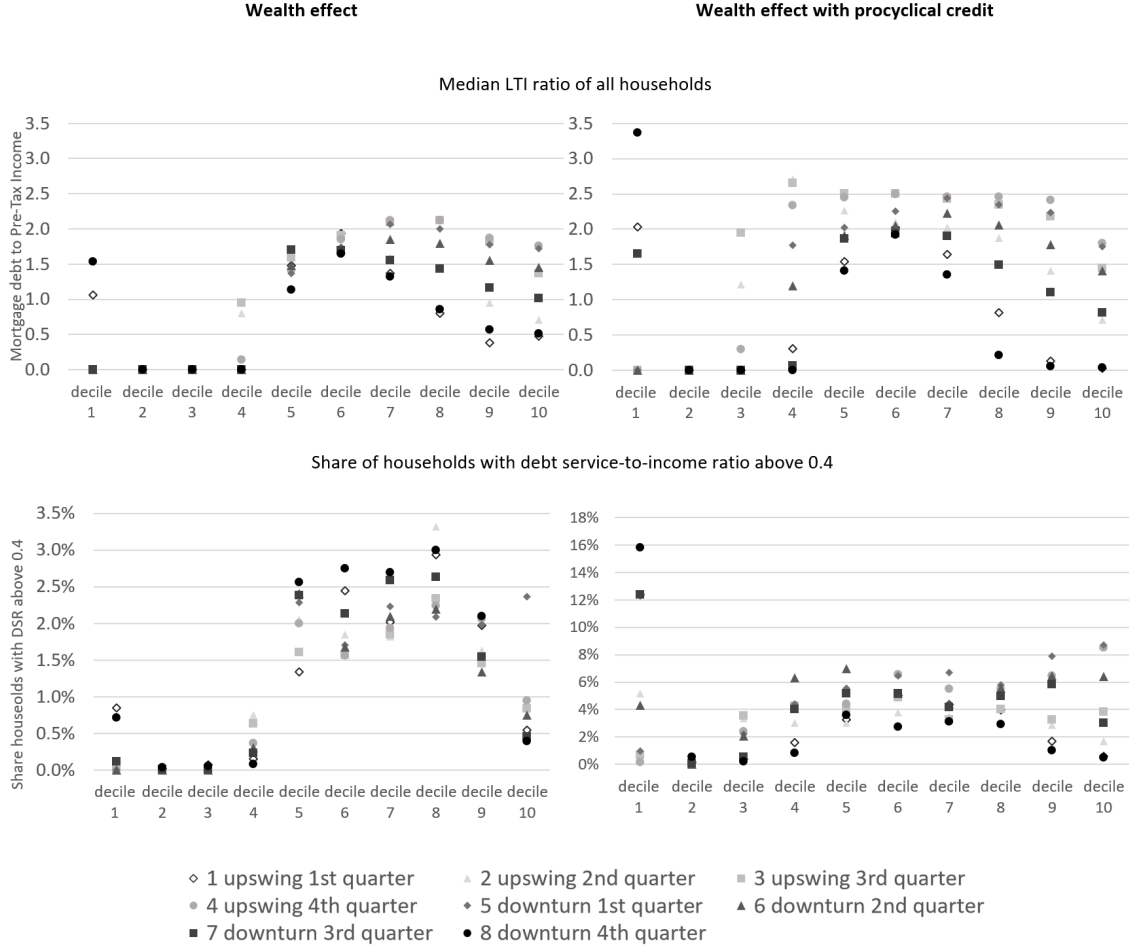 Wealth effect
Wealth effect with procyclical credit
Median LTI ratio of all households
Mortgage debt to Pre-Tax Income
3.5
3.0
2.5
2.0
1.5
1.0
0.5
0.0
decile 1
decile 2
decile 3
decile 4
decile 5
decile 6
decile 7
decile 8
decile 9
decile 10
3.5
3.0
2.5
2.0
1.5
1.0
0.5
0.0
decile 1
decile 2
decile 3
decile 4
decile 5
decile 6
decile 7
decile 8
decile 9
decile 10
Share of households with debt service-to-income ratio above 0.4
Share houseolds with DSR above 0.4
3.5%
3.0%
2.5%
2.0%
1.5%
1.0%
0.5%
0.0%
decile 1
decile 2
decile 3
decile 4
decile 5
decile 6
decile 7
decile 8
decile 9
decile 10
18%
16%
14%
12%
10%
8%
6%
4%
2%
0%
decile 1
decile 2
decile 3
decile 4
decile 5
decile 6
decile 7
decile 8
decile 9
decile 10
1 upswing 1st quarter
2 upswing 2nd quarter
3 upswing 3rd quarter
4 upswing 4th quarter
5 downturn 1st quarter
6 downturn 2nd quarter
7 downturn 3rd quarter
8 downturn 4th quarter